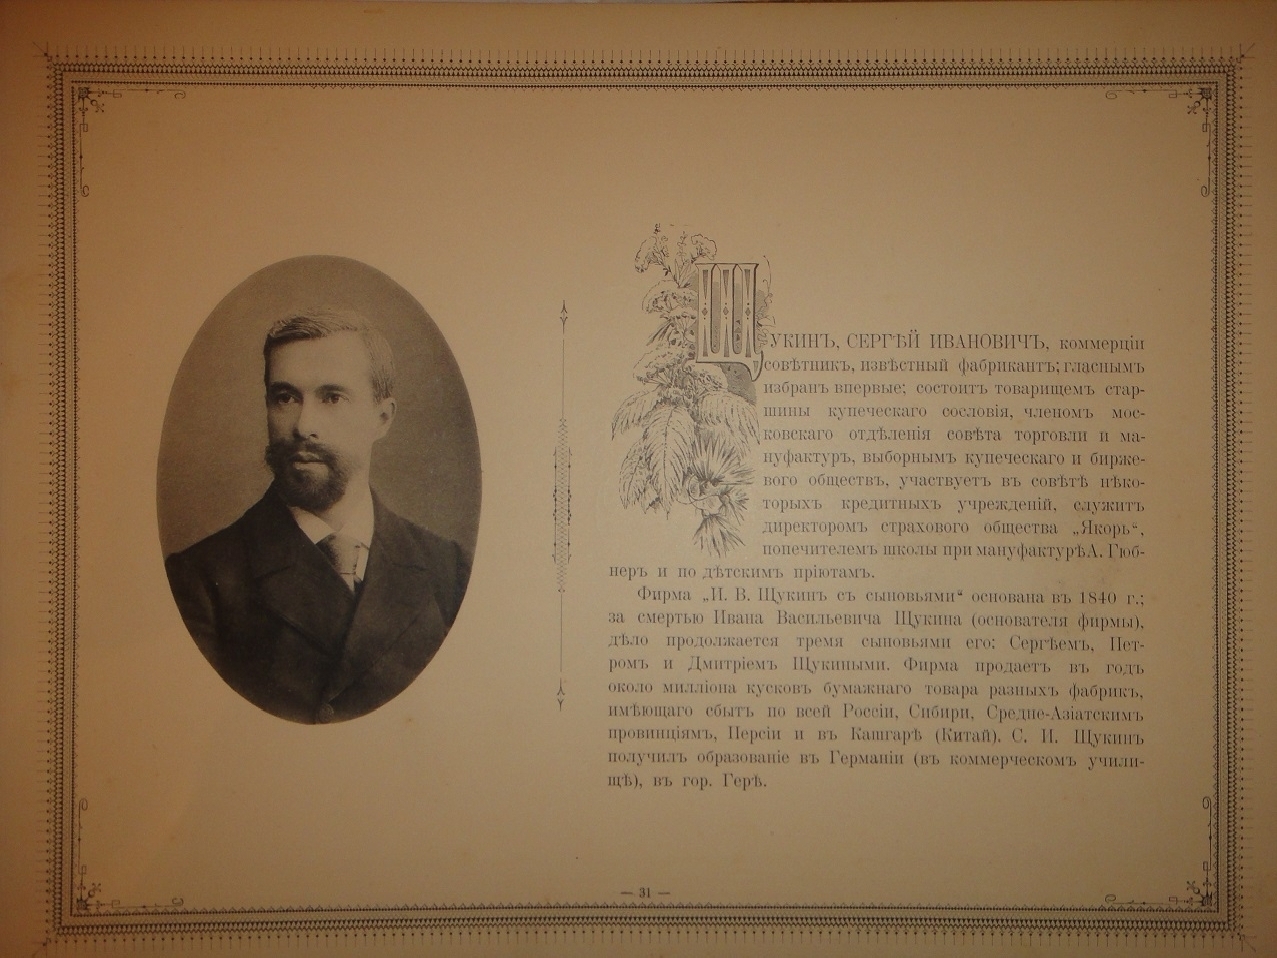 ЩУКИНЪ, СЕРГѢЙ ИВАНОВИЧЪ, коммерціи
совѣтникъ, извѣстный фабрикантъ; гласнымъ
избранъ впервые; состоитъ товарищемъ стар-
шины купеческаго сословія, членомъ мос-
ковскаго отдѣленія совѣта торговли и ма-
нуфактуръ, выборнымъ купеческаго и бирже-
вого обществъ, участвуетъ въ совѣтѣ нѣко-
торыхъ кредитныхъ учрежденій, служитъ
директоромъ страхового общества „Якорь“,
попечителемъ школы при мануфактурѣ А. Гюб-
неръ и по дѣтскимъ пріютамъ.
Фирма „И. В. Щукинъ съ сыновьями“ основана въ 1840 г.;
за смертью Ивана Васильевича Щукина (основателя фирмы),
дѣло продолжается тремя сыновьями его: Сергѣемъ, Пет-
ромъ и Дмитріемъ Щукиными. Фирма продаетъ въ годъ
около милліона кусковъ бумажнаго товара разныхъ фабрикъ,
имѣющаго сбытъ по всей Россіи, Сибири, Средне-Азіатскимъ
провинціямъ, Персіи и въ Кашгарѣ (Китай). С. И. Щукинъ
получилъ образованіе въ Германіи (въ коммерческомъ учили-
щѣ), въ гор. Герѣ.
— 31 —